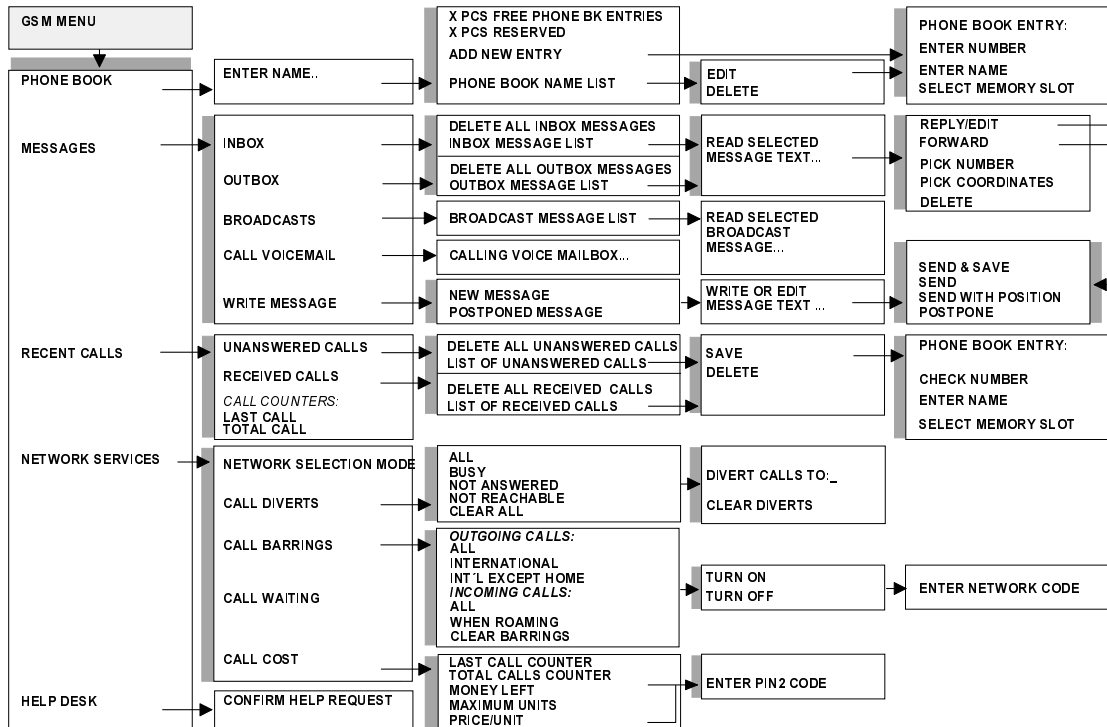 GSM MENU
PHONE BOOK
ENTER NAME..
X PCS FREE PHONE BK ENTRIES
X PCS RESERVED
ADD NEW ENTRY
PHONE BOOK NAME LIST
EDIT
DELETE
PHONE BOOK ENTRY:
ENTER NUMBER
ENTER NAME
SELECT MEMORY SLOT
MESSAGES
INBOX
OUTBOX
BROADCASTS
CALL VOICEMAIL
WRITE MESSAGE
DELETE ALL INBOX MESSAGES
INBOX MESSAGE LIST
DELETE ALL OUTBOX MESSAGES
OUTBOX MESSAGE LIST
BROADCAST MESSAGE LIST
CALLING VOICE MAILBOX...
NEW MESSAGE
POSTPONED MESSAGE
READ SELECTED
MESSAGE TEXT...
READ SELECTED
BROADCAST
MESSAGE...
WRITE OR EDIT
MESSAGE TEXT ...
REPLY/EDIT
FORWARD
PICK NUMBER
PICK COORDINATES
DELETE
SEND & SAVE
SEND
SEND WITH POSITION
POSTPONE
RECENT CALLS
UNANSWERED CALLS
RECEIVED CALLS
CALL COUNTERS:
LAST CALL
TOTAL CALL
DELETE ALL UNANSWERED CALLS
LIST OF UNANSWERED CALLS
DELETE ALL RECEIVED CALLS
LIST OF RECEIVED CALLS
SAVE
DELETE
PHONE BOOK ENTRY:
CHECK NUMBER
ENTER NAME
SELECT MEMORY SLOT
NETWORK SERVICES
NETWORK SELECTION MODE
CALL DIVERTS
CALL BARRINGS
CALL WAITING
CALL COST
ALL
BUSY
NOT ANSWERED
NOT REACHABLE
CLEAR ALL
DIVERT CALLS TO:_
CLEAR DIVERTS
OUTGOING CALLS:
ALL
INTERNATIONAL
INT´L EXCEPT HOME
INCOMING CALLS:
ALL
WHEN ROAMING
CLEAR BARRINGS
TURN ON
TURN OFF
ENTER NETWORK CODE
LAST CALL COUNTER
TOTAL CALLS COUNTER
MONEY LEFT
MAXIMUM UNITS
PRICE/UNIT
ENTER PIN2 CODE
HELP DESK
CONFIRM HELP REQUEST